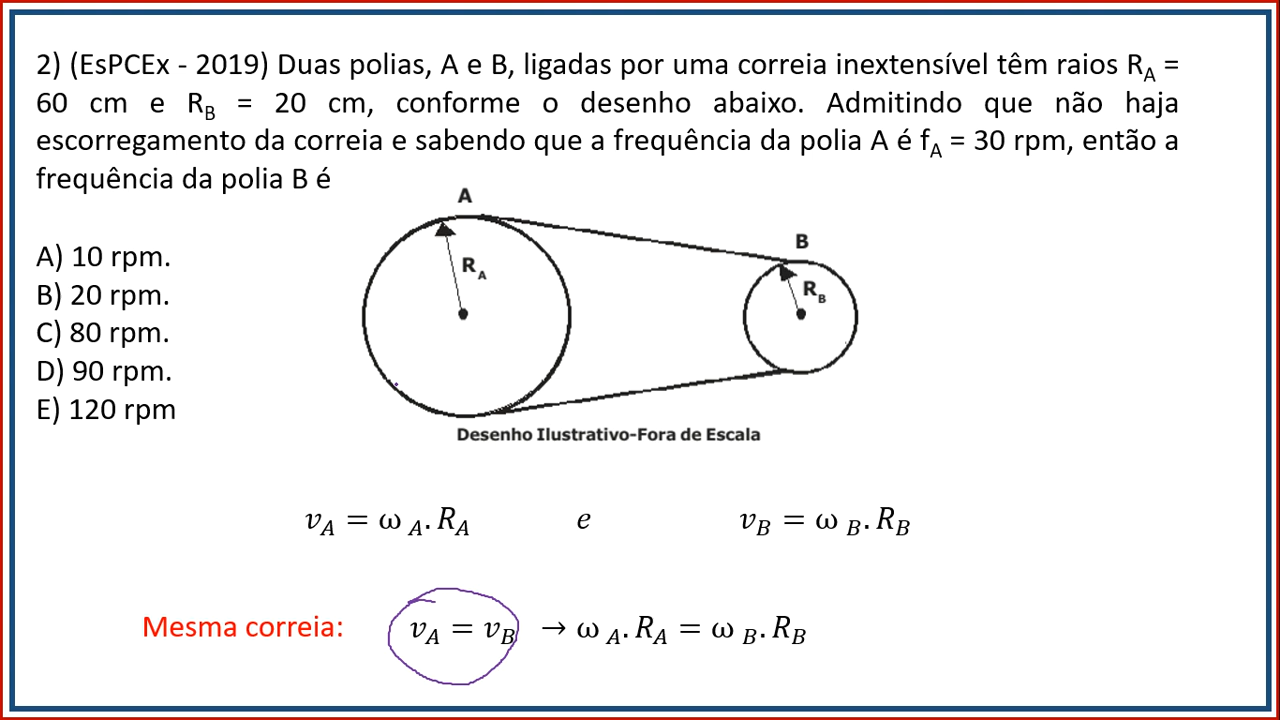 2) (EsPCEx - 2019) Duas polias, A e B, ligadas por uma correia inextensível têm raios R_A =
60 cm e R_B = 20 cm, conforme o desenho abaixo. Admitindo que não haja
escorregamento da correia e sabendo que a frequência da polia A é f_A = 30 rpm, então a
frequência da polia B é
A
B
R_A
R_B
A) 10 rpm.
B) 20 rpm.
C) 80 rpm.
D) 90 rpm.
E) 120 rpm
Desenho Ilustrativo-Fora de Escala
v_A = ω_A . R_A e v_B = ω_B . R_B
Mesma correia: v_A = v_B → ω_A . R_A = ω_B . R_B